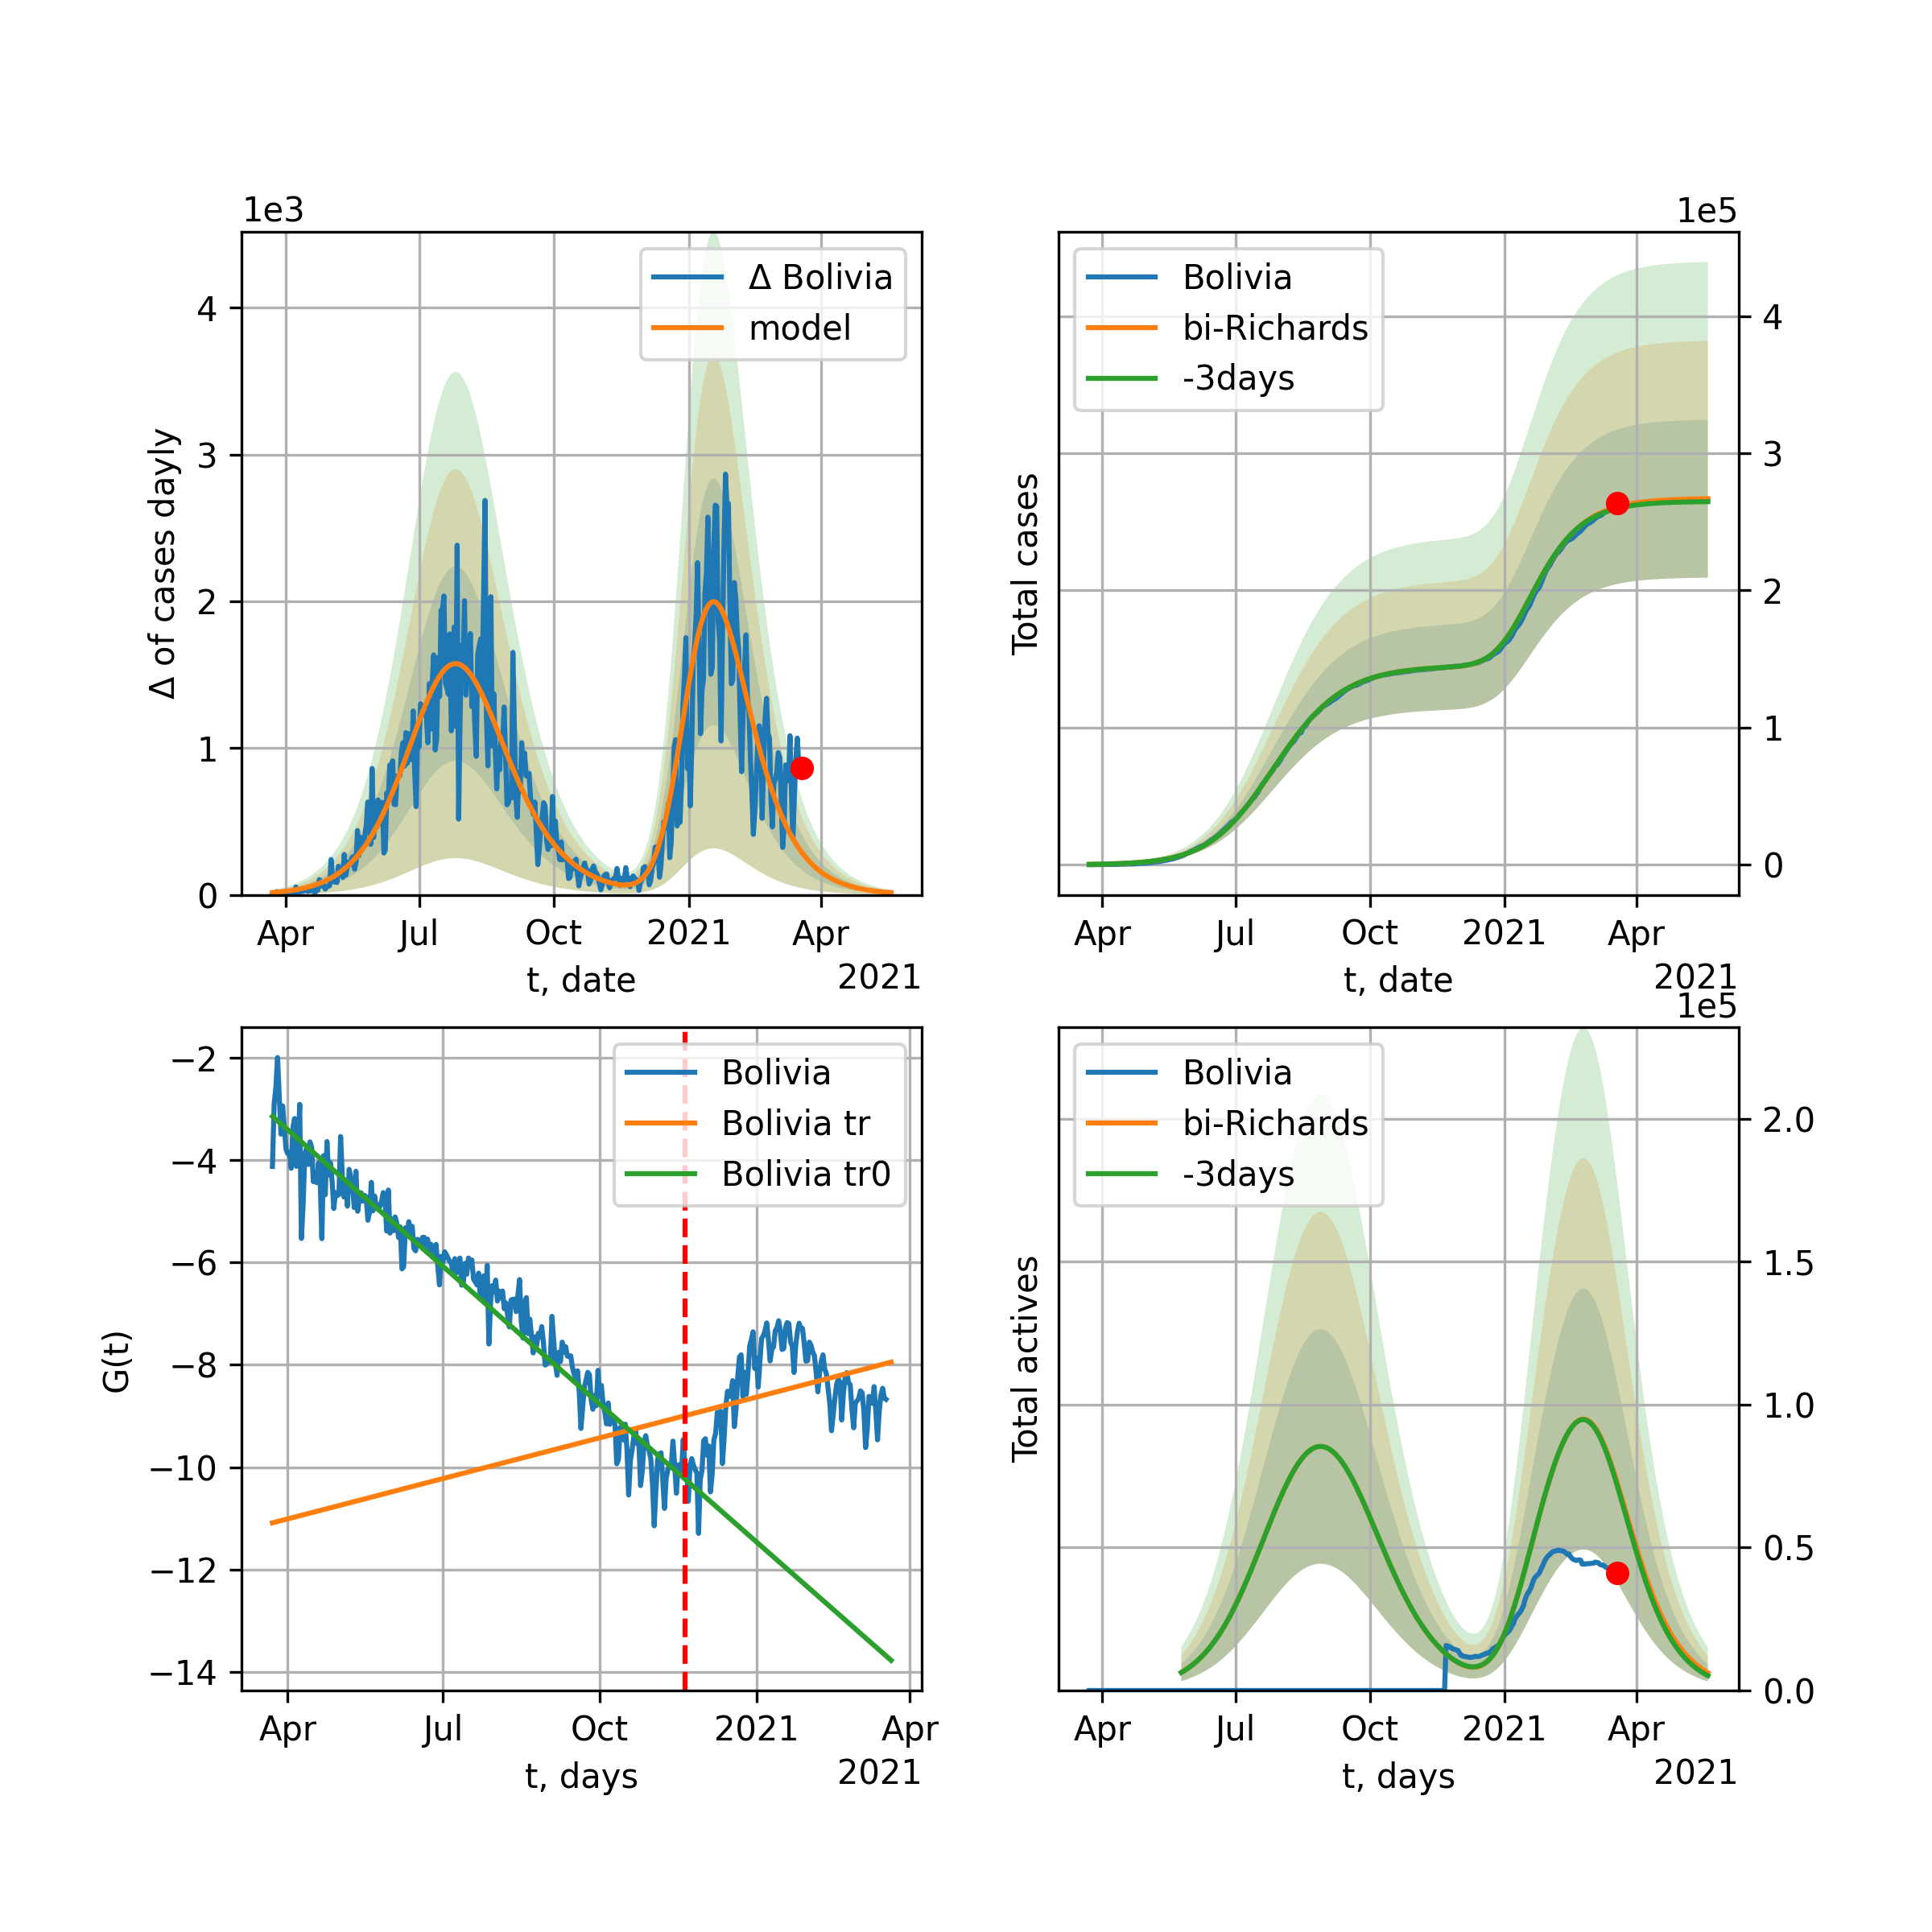 1e3
Δ of cases dayly
4
3
2
1
0
Δ Bolivia
model
Apr
Jul
Oct
2021
Apr
t, date
2021
1e5
Total cases
Bolivia
bi-Richards
-3days
4
3
2
1
0
Apr
Jul
Oct
2021
Apr
t, date
2021
G(t)
−2
−4
−6
−8
−10
−12
−14
Bolivia
Bolivia tr
Bolivia tr0
Apr
Jul
Oct
2021
Apr
t, days
2021
1e5
Total actives
Bolivia
bi-Richards
-3days
2.0
1.5
1.0
0.5
0.0
Apr
Jul
Oct
2021
Apr
t, days
2021